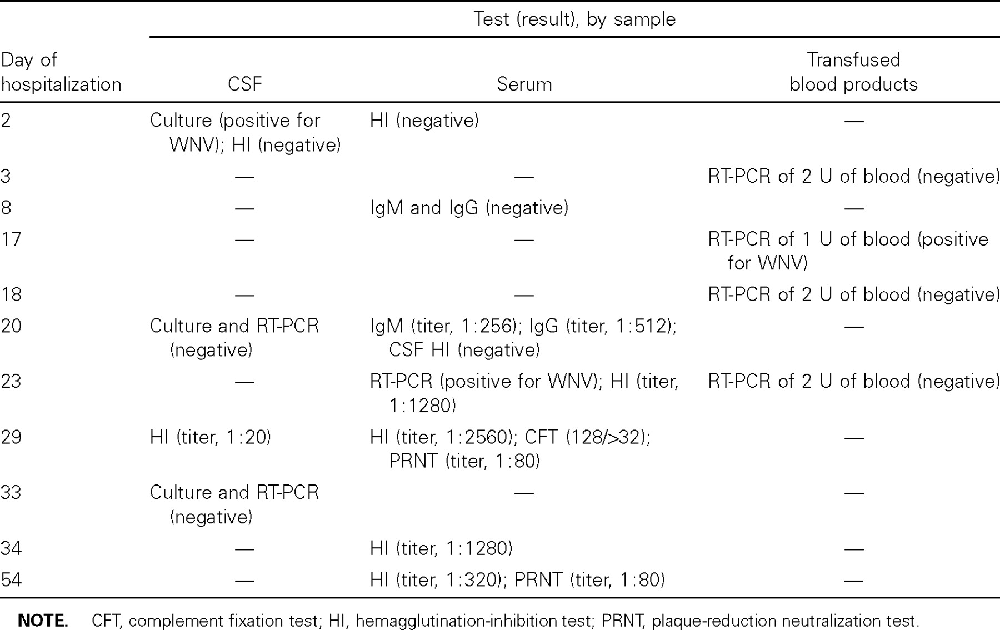 Test (result), by sample
Day of hospitalization CSF Serum Transfused blood products
2 Culture (positive for WNV); HI (negative) HI (negative) —
3 — — RT-PCR of 2 U of blood (negative)
8 — IgM and IgG (negative) —
17 — — RT-PCR of 1 U of blood (positive for WNV)
18 — — RT-PCR of 2 U of blood (negative)
20 Culture and RT-PCR (negative) IgM (titer, 1:256); IgG (titer, 1:512); CSF HI (negative) —
23 — RT-PCR (positive for WNV); HI (titer, 1:1280) RT-PCR of 2 U of blood (negative)
29 HI (titer, 1:20) HI (titer, 1:2560); CFT (128/>32); PRNT (titer, 1:80) —
33 Culture and RT-PCR (negative) — —
34 — HI (titer, 1:1280) —
54 — HI (titer, 1:320); PRNT (titer, 1:80) —
NOTE. CFT, complement fixation test; HI, hemagglutination-inhibition test; PRNT, plaque-reduction neutralization test.